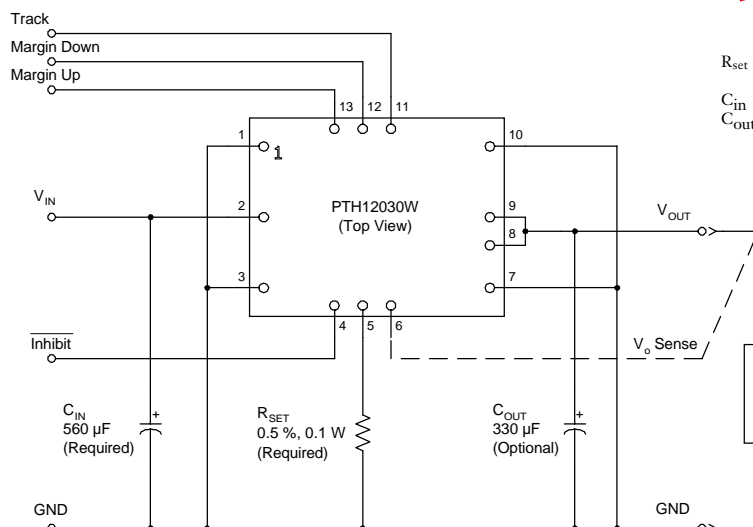 Track
Margin Down
Margin Up
R_set
C_in
C_out
13 12 11
1
10
1
V_IN
2
PTH12030W
(Top View)
9
8
V_OUT
3
7
4 5 6
Inhibit
V_o Sense
C_IN
560 µF
(Required)
+
R_SET
0.5 %, 0.1 W
(Required)
C_OUT
330 µF
(Optional)
+
GND
GND